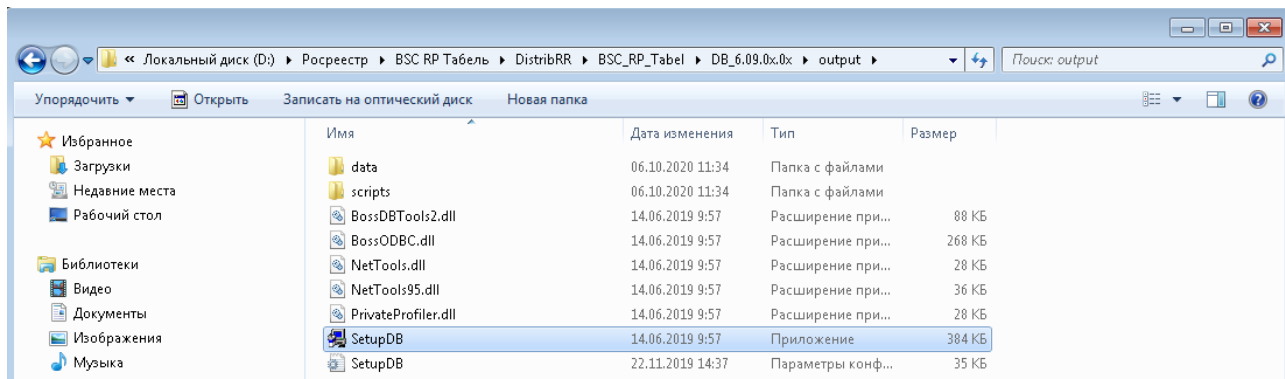 « Локальный диск (D:) ▸ Росреестр ▸ BSC RP Табель ▸ DistribRR ▸ BSC_RP_Tabel ▸ DB_6.09.0x.0x ▸ output ▸ Поиск: output
Упорядочить ▾ Открыть Записать на оптический диск Новая папка
Избранное
Загрузки
Недавние места
Рабочий стол
Библиотеки
Видео
Документы
Изображения
Музыка
Имя Дата изменения Тип Размер
data 06.10.2020 11:34 Папка с файлами
scripts 06.10.2020 11:34 Папка с файлами
BossDBTools2.dll 14.06.2019 9:57 Расширение при... 88 КБ
BossODBC.dll 14.06.2019 9:57 Расширение при... 268 КБ
NetTools.dll 14.06.2019 9:57 Расширение при... 28 КБ
NetTools95.dll 14.06.2019 9:57 Расширение при... 36 КБ
PrivateProfiler.dll 14.06.2019 9:57 Расширение при... 28 КБ
SetupDB 14.06.2019 9:57 Приложение 384 КБ
SetupDB 22.11.2019 14:37 Параметры конф... 35 КБ